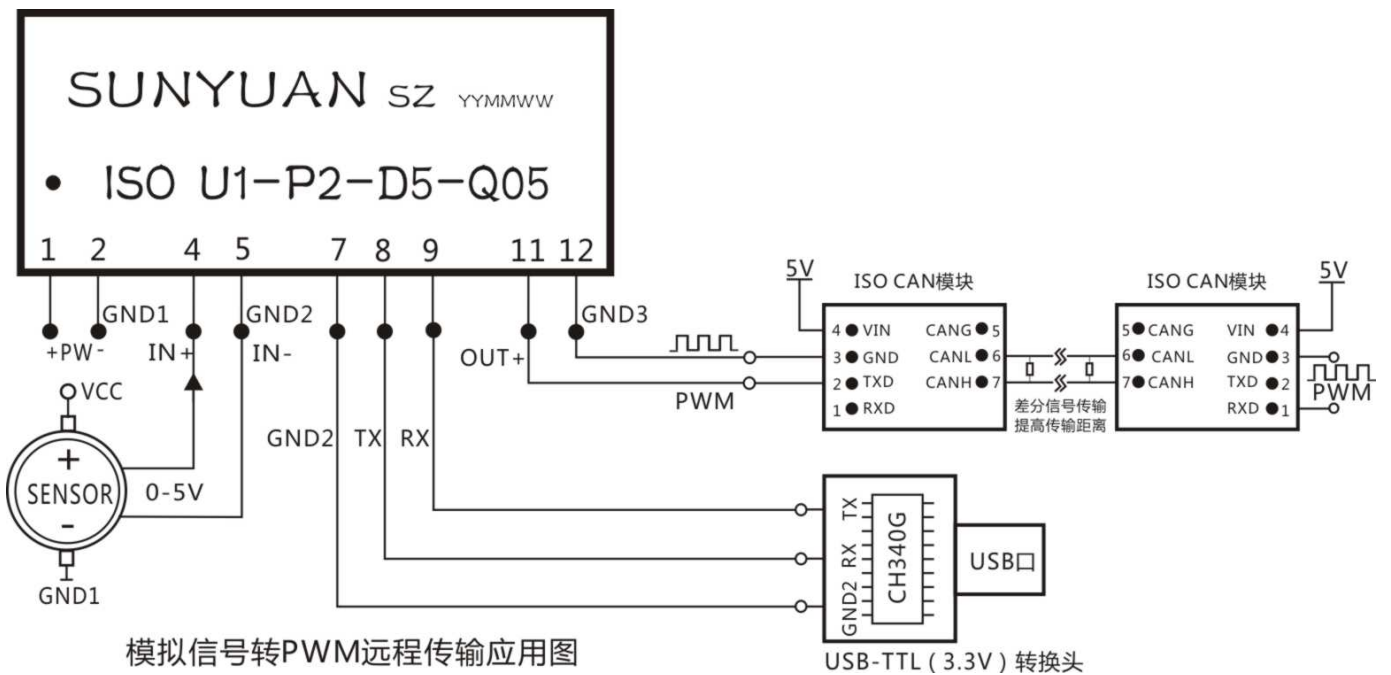 SUNYUAN SZ YYMMWW
ISO U1-P2-D5-Q05
1 2 4 5 7 8 9 11 12
GND1 GND2 GND3
+PW- IN+ IN- OUT+
VCC
+
SENSOR
-
0-5V
GND1
GND2 TX RX
PWM
5V ISO CAN模块 ISO CAN模块 5V
4 VIN CANG 5 5 CANG VIN 4
3 GND CANL 6 6 CANL GND 3
2 TXD CANH 7 7 CANH TXD 2
1 RXD RXD 1
PWM
差分信号传输
提高传输距离
TX
RX
GND2
CH340G
USB口
模拟信号转PWM远程传输应用图
USB-TTL(3.3V)转换头